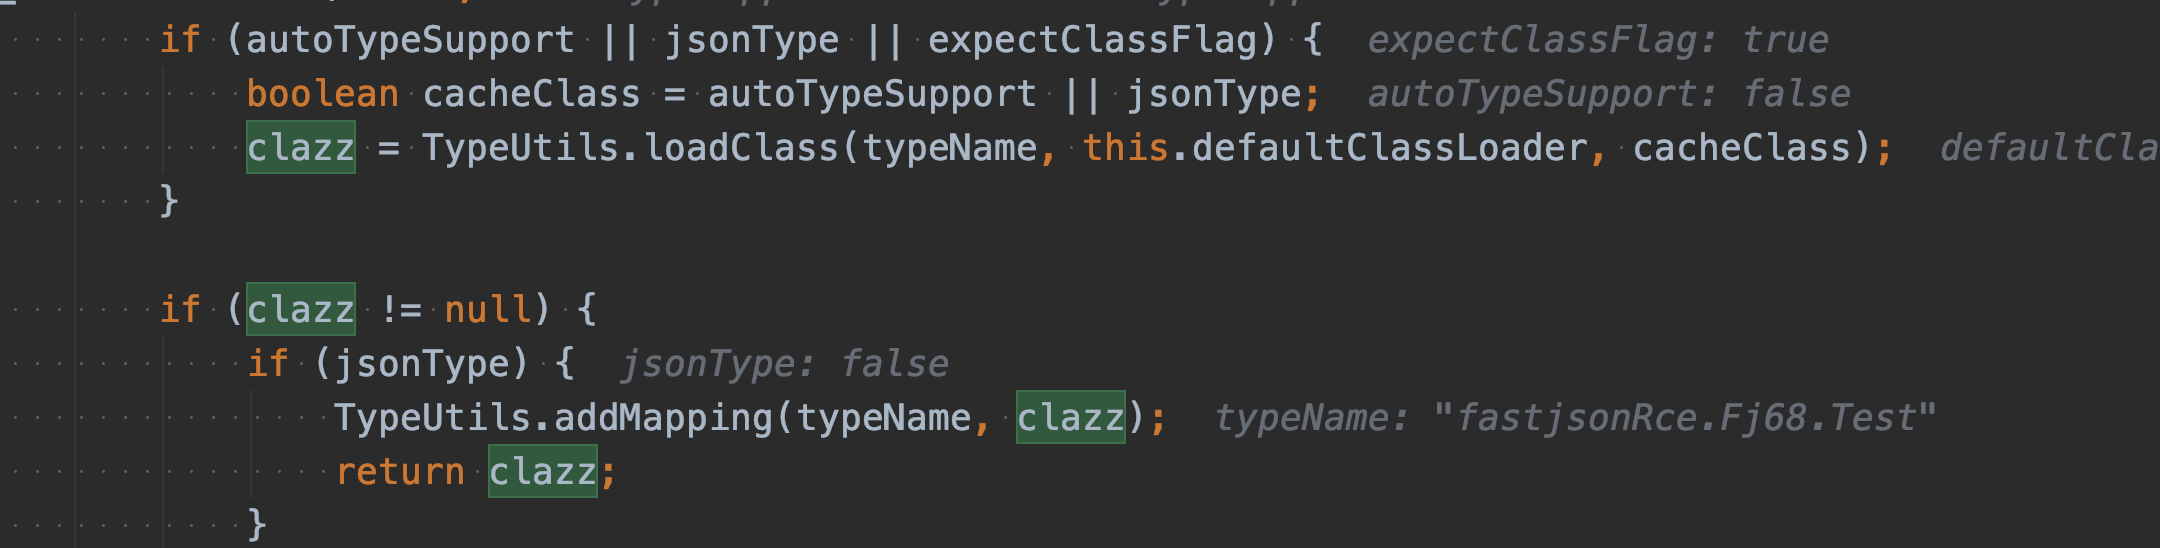 if (autoTypeSupport || jsonType || expectClassFlag) {  expectClassFlag: true
boolean cacheClass = autoTypeSupport || jsonType;  autoTypeSupport: false
clazz = TypeUtils.loadClass(typeName, this.defaultClassLoader, cacheClass);  defaultCla
}
if (clazz != null) {
if (jsonType) {  jsonType: false
TypeUtils.addMapping(typeName, clazz);  typeName: "fastjsonRce.Fj68.Test"
return clazz;
}